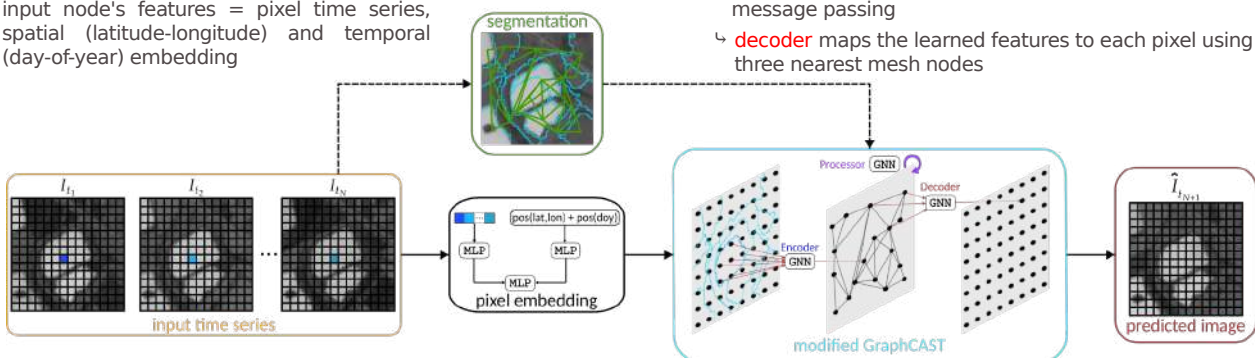 input node's features = pixel time series,
spatial (latitude-longitude) and temporal
(day-of-year) embedding
message passing
↳ decoder maps the learned features to each pixel using
three nearest mesh nodes
segmentation
I_{t_1}
I_{t_2}
I_{t_N}
...
input time series
pos(lat,lon) + pos(doy)
MLP
MLP
MLP
pixel embedding
Processor GNN
Decoder
GNN
Encoder
GNN
modified GraphCAST
Î_{t_{N+1}}
predicted image